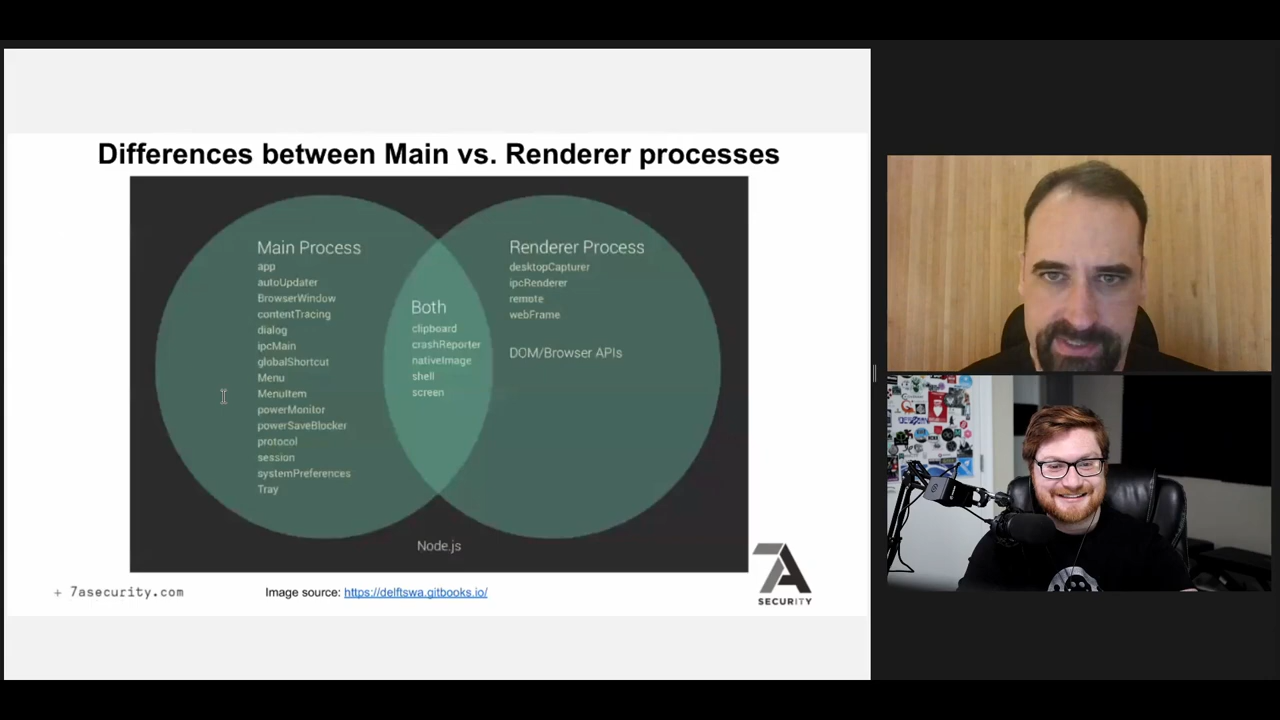 Differences between Main vs. Renderer processes
Main Process
app
autoUpdater
BrowserWindow
contentTracing
dialog
ipcMain
globalShortcut
Menu
MenuItem
powerMonitor
powerSaveBlocker
protocol
session
systemPreferences
Tray
Both
clipboard
crashReporter
nativeImage
shell
screen
Renderer Process
desktopCapturer
ipcRenderer
remote
webFrame
DOM/Browser APIs
Node.js
+ 7asecurity.com
Image source: https://delftswa.gitbooks.io/
7A
SECURITY